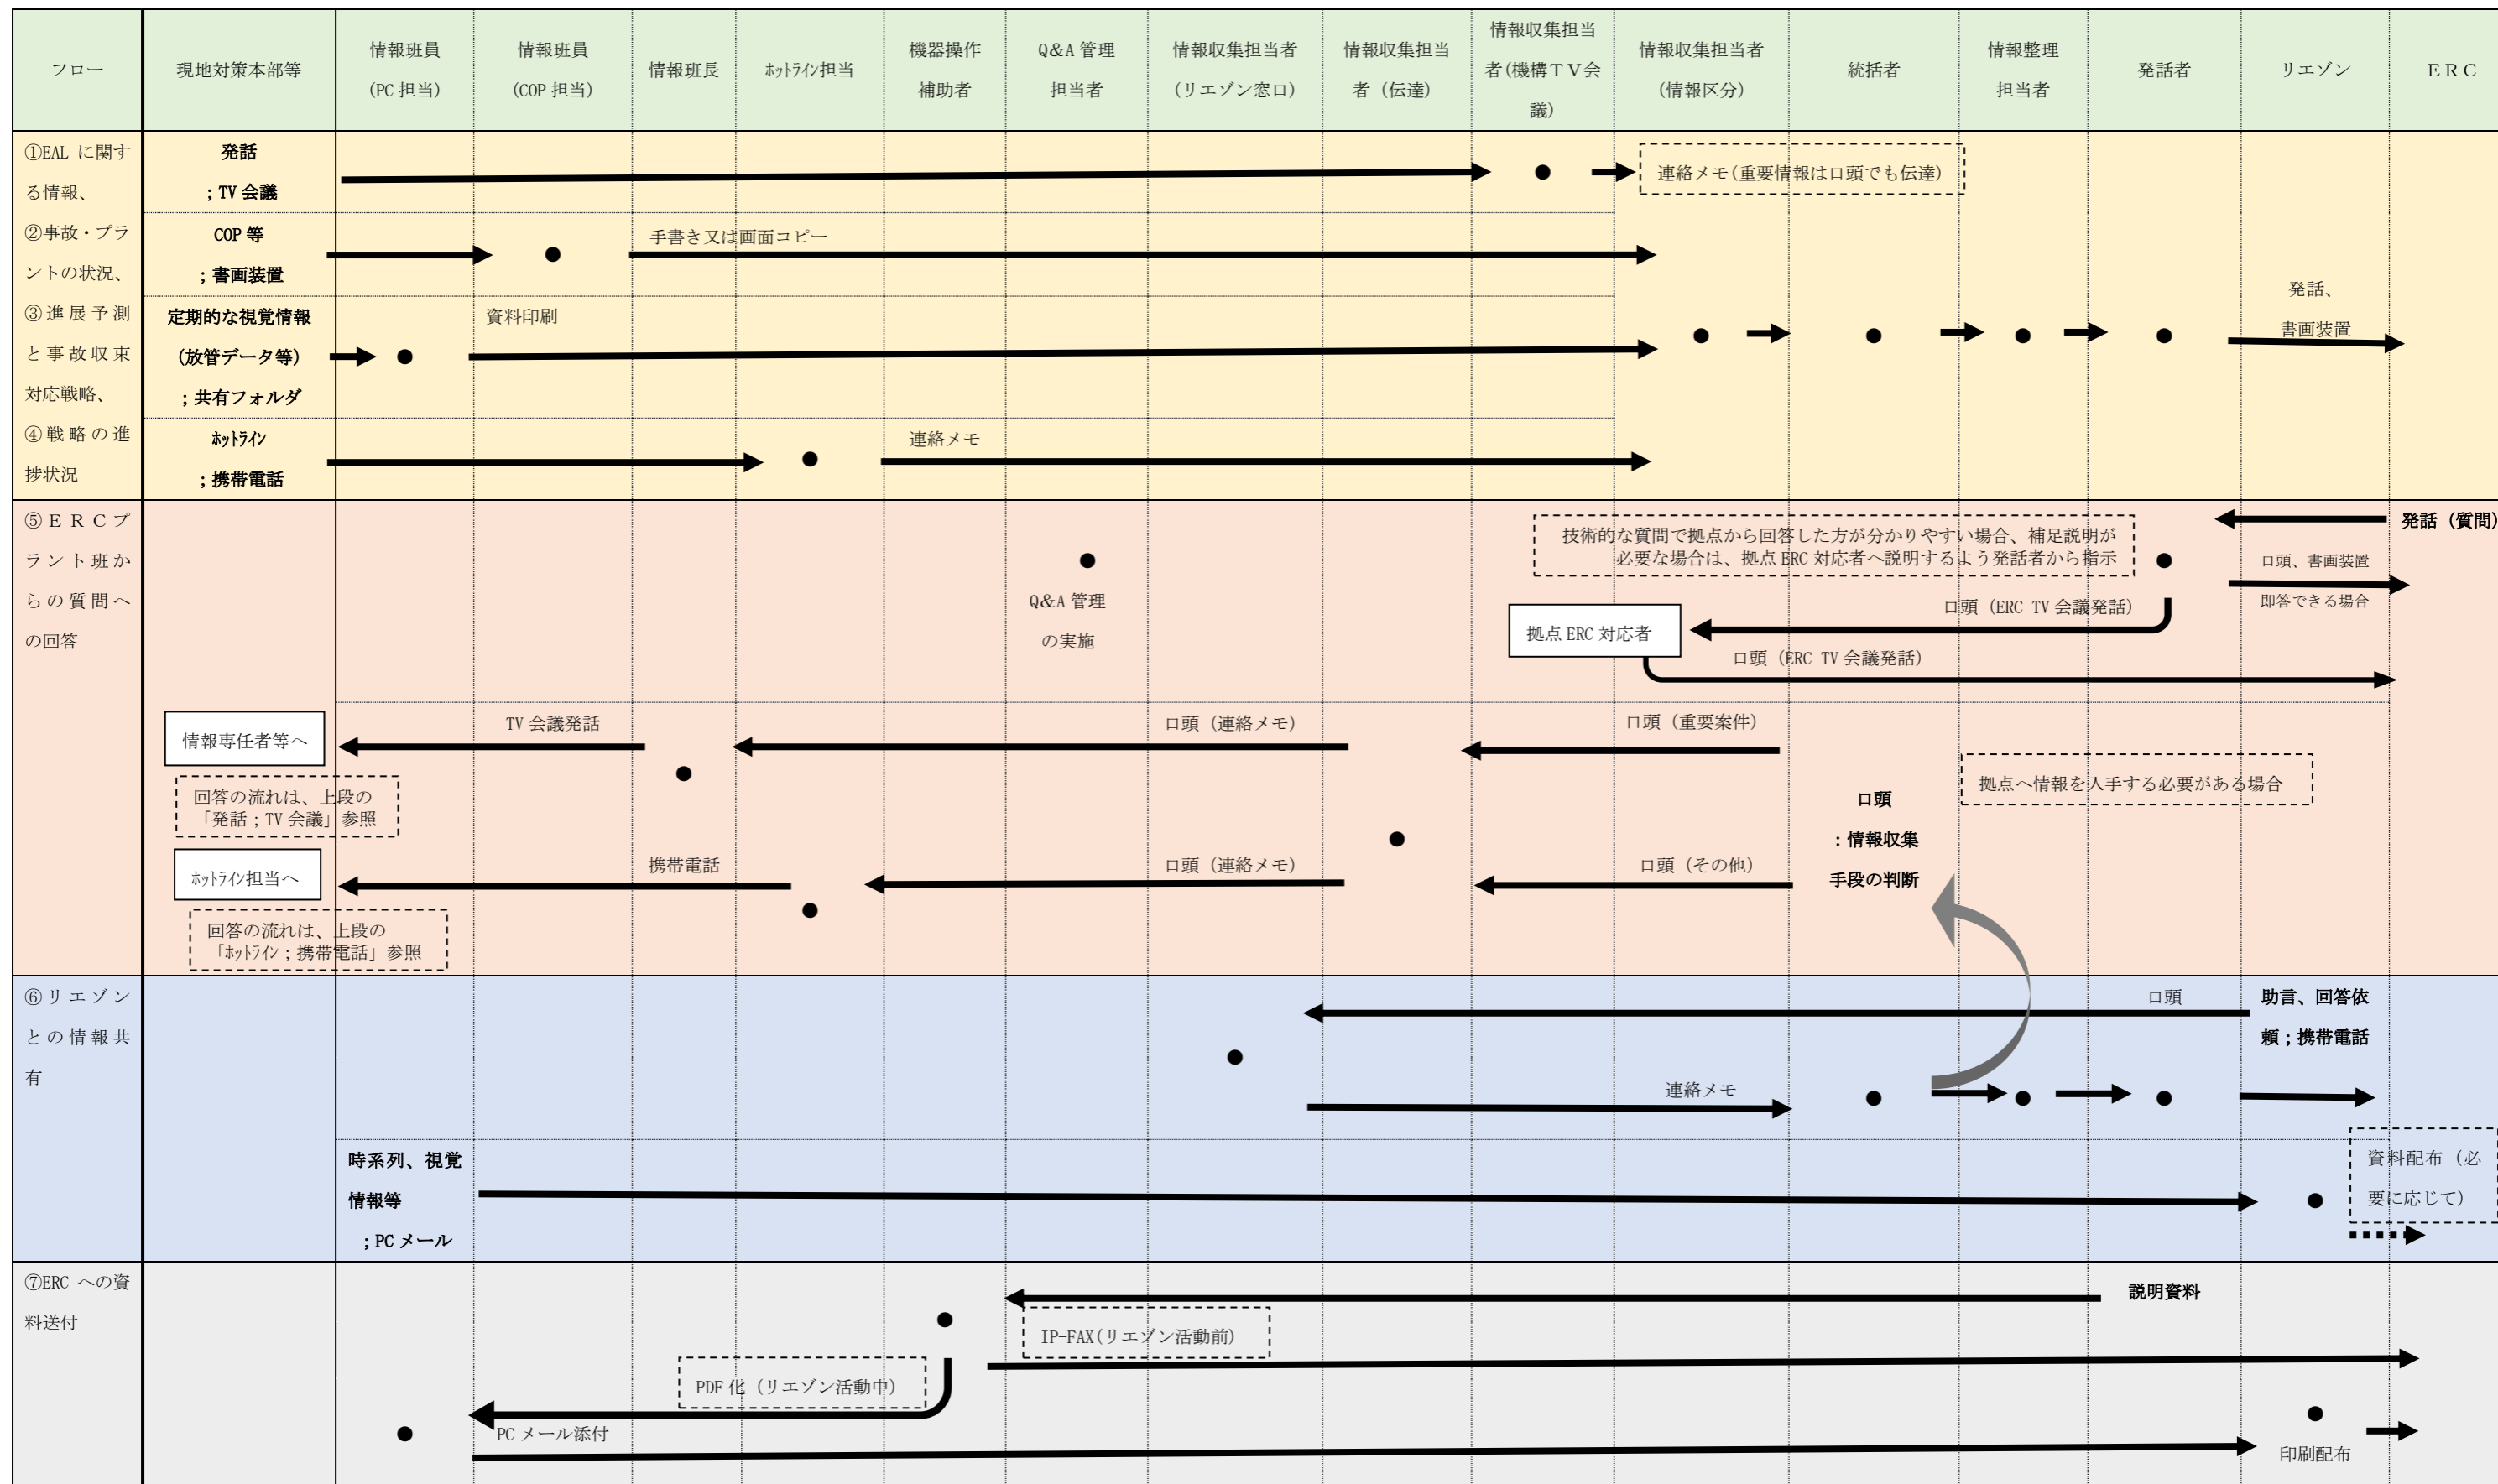 フロー
現地対策本部等
情報班員
(PC 担当)
情報班員
(COP 担当)
情報班長
ﾎｯﾄﾗｲﾝ担当
機器操作
補助者
Q&A 管理
担当者
情報収集担当者
(リエゾン窓口)
情報収集担当
者（伝達）
情報収集担当
者(機構ＴＶ会
議)
情報収集担当者
(情報区分)
統括者
情報整理
担当者
発話者
リエゾン
ＥＲＣ
①EAL に関す
る情報、
②事故・プラ
ントの状況、
③進展予測
と事故収束
対応戦略、
④戦略の進
捗状況
発話
；TV 会議
連絡メモ(重要情報は口頭でも伝達)
COP 等
；書画装置
手書き又は画面コピー
定期的な視覚情報
(放管データ等)
；共有フォルダ
資料印刷
発話、
書画装置
ﾎｯﾄﾗｲﾝ
；携帯電話
連絡メモ
⑤ＥＲＣプ
ラント班か
らの質問へ
の回答
発話（質問）
技術的な質問で拠点から回答した方が分かりやすい場合、補足説明が
必要な場合は、拠点 ERC 対応者へ説明するよう発話者から指示
口頭、書画装置
即答できる場合
Q&A 管理
の実施
口頭（ERC TV 会議発話）
拠点 ERC 対応者
口頭（ERC TV 会議発話）
情報専任者等へ
TV 会議発話
口頭（連絡メモ）
口頭（重要案件）
回答の流れは、上段の
「発話；TV 会議」参照
拠点へ情報を入手する必要がある場合
口頭
：情報収集
手段の判断
ﾎｯﾄﾗｲﾝ担当へ
携帯電話
口頭（連絡メモ）
口頭（その他）
回答の流れは、上段の
「ﾎｯﾄﾗｲﾝ；携帯電話」参照
⑥リエゾン
との情報共
有
口頭
助言、回答依
頼；携帯電話
連絡メモ
時系列、視覚
情報等
；PC メール
資料配布（必
要に応じて）
⑦ERC への資
料送付
説明資料
IP-FAX(リエゾン活動前)
PDF 化（リエゾン活動中）
PC メール添付
印刷配布